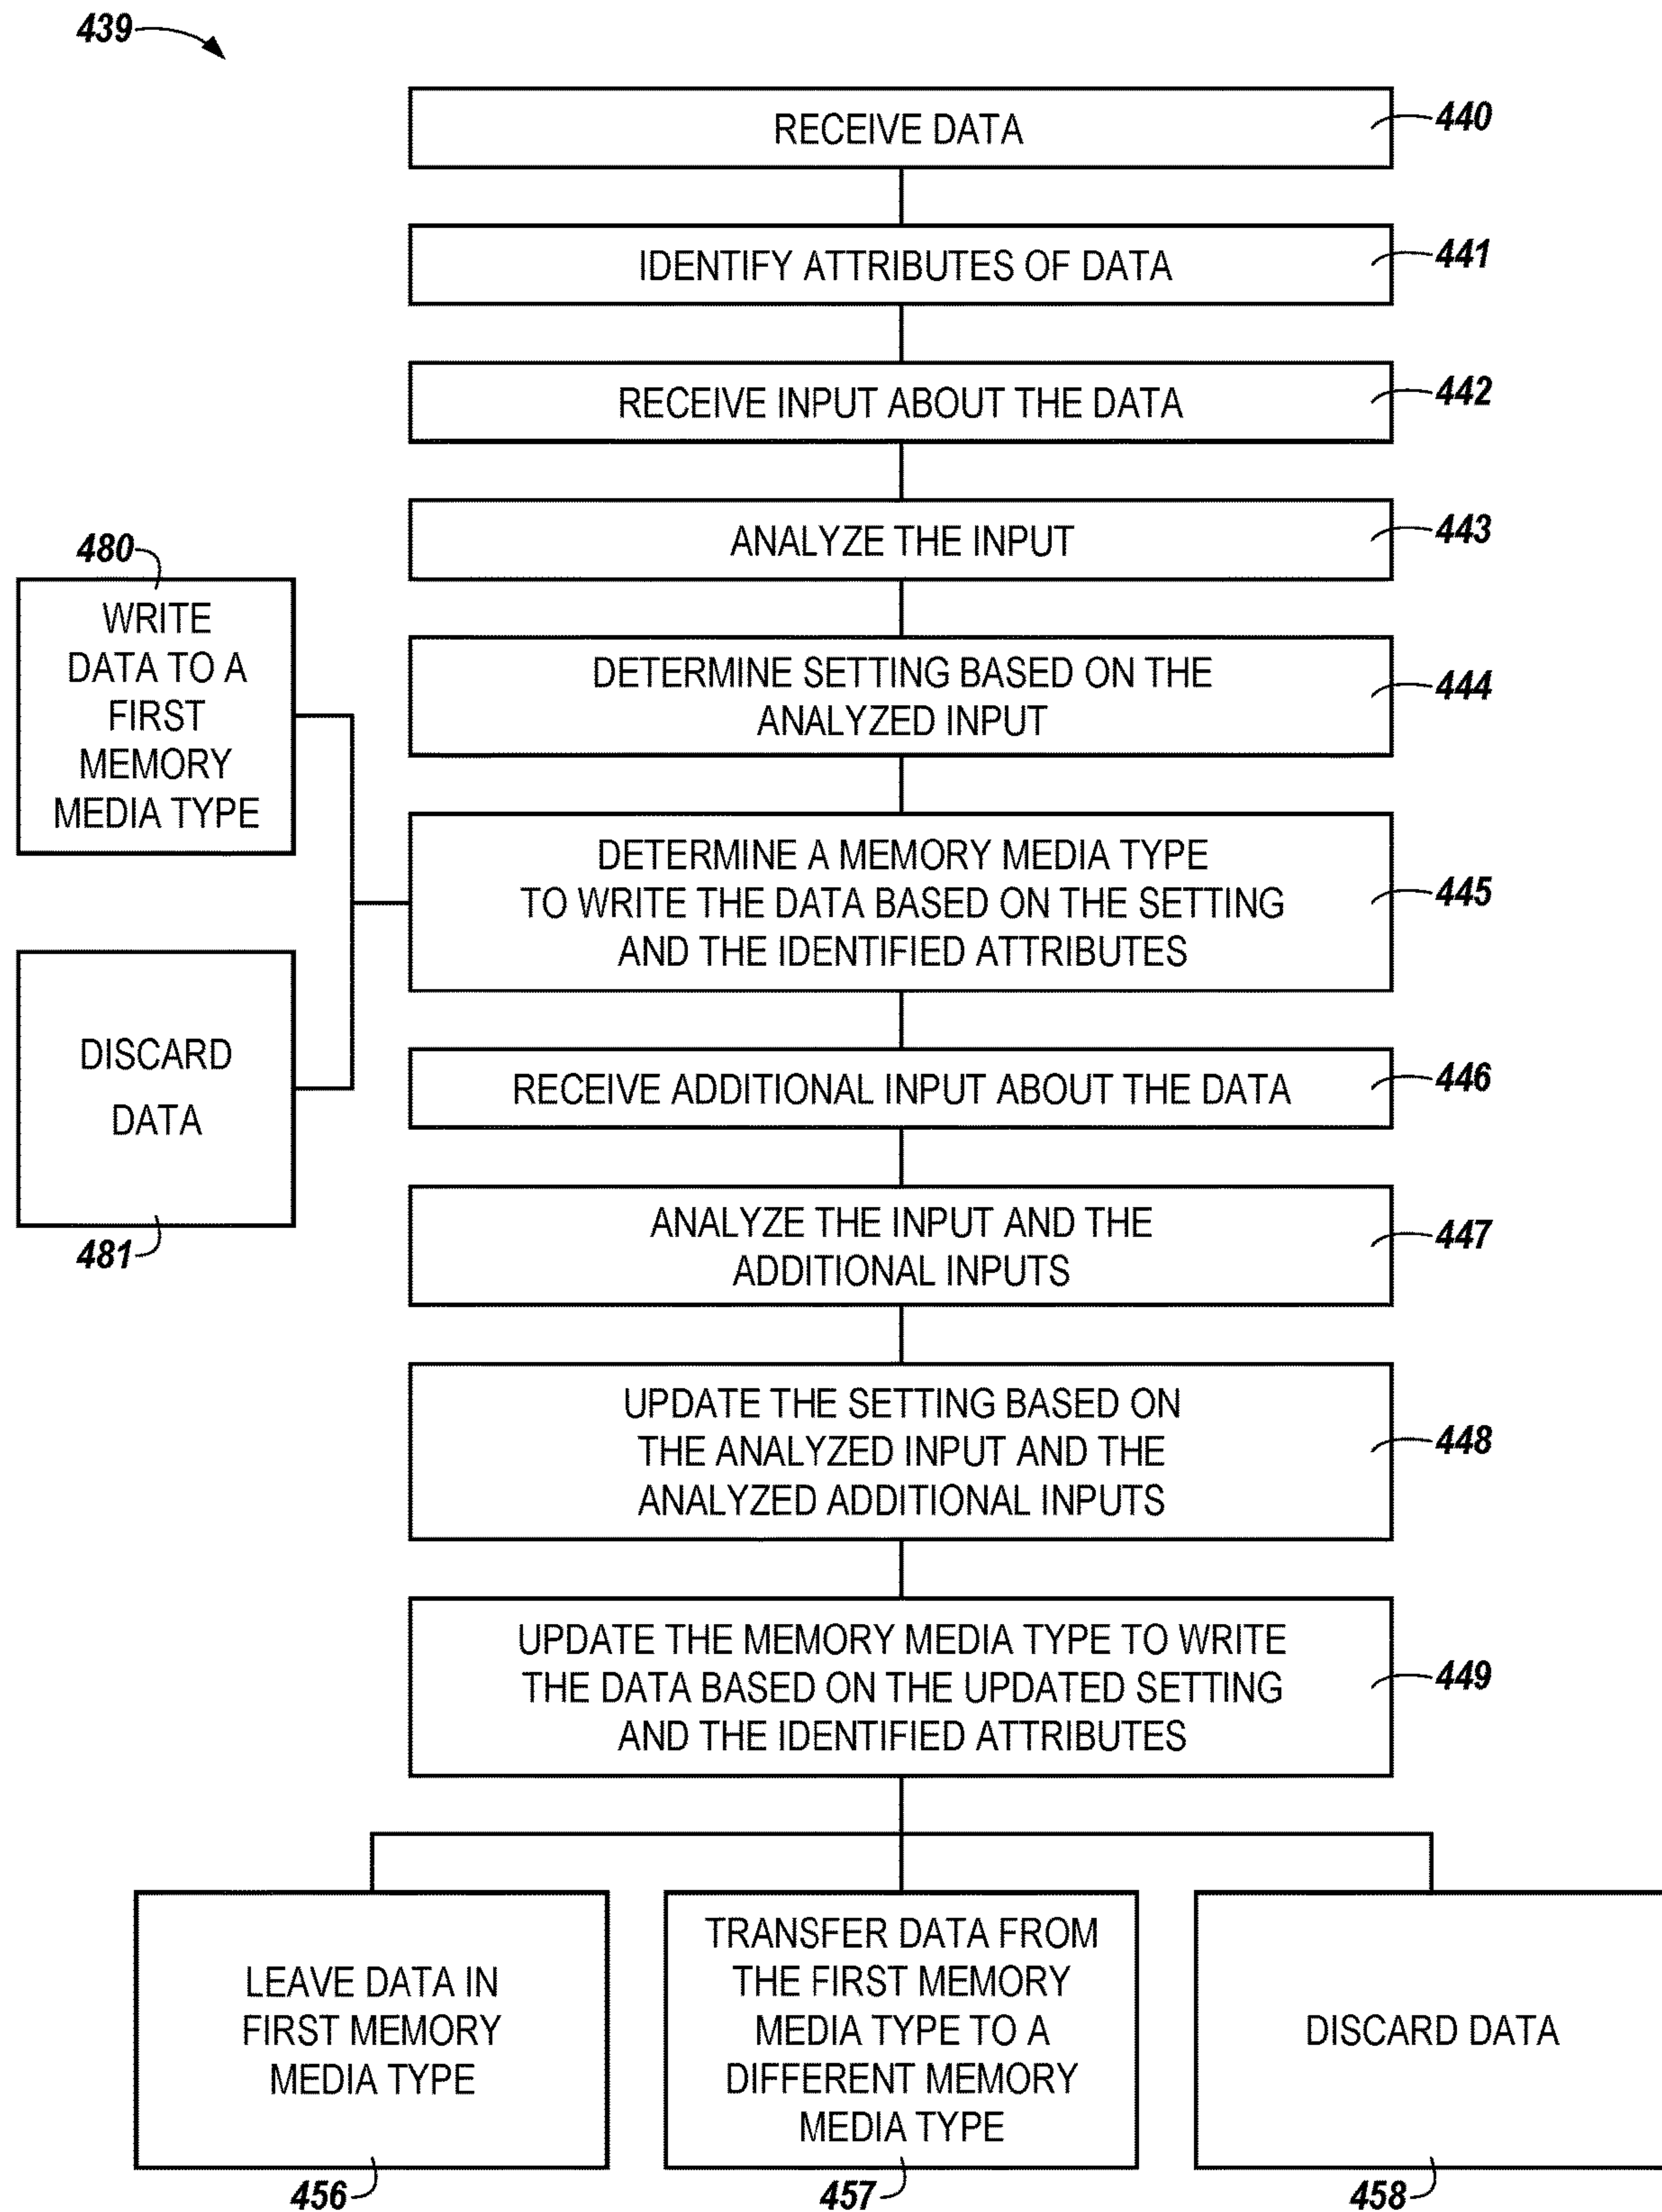 439
RECEIVE DATA
440
IDENTIFY ATTRIBUTES OF DATA
441
RECEIVE INPUT ABOUT THE DATA
442
ANALYZE THE INPUT
443
480
WRITE
DATA TO A
FIRST
MEMORY
MEDIA TYPE
DETERMINE SETTING BASED ON THE
ANALYZED INPUT
444
DETERMINE A MEMORY MEDIA TYPE
TO WRITE THE DATA BASED ON THE SETTING
AND THE IDENTIFIED ATTRIBUTES
445
DISCARD
DATA
481
RECEIVE ADDITIONAL INPUT ABOUT THE DATA
446
ANALYZE THE INPUT AND THE
ADDITIONAL INPUTS
447
UPDATE THE SETTING BASED ON
THE ANALYZED INPUT AND THE
ANALYZED ADDITIONAL INPUTS
448
UPDATE THE MEMORY MEDIA TYPE TO WRITE
THE DATA BASED ON THE UPDATED SETTING
AND THE IDENTIFIED ATTRIBUTES
449
LEAVE DATA IN
FIRST MEMORY
MEDIA TYPE
456
TRANSFER DATA FROM
THE FIRST MEMORY
MEDIA TYPE TO A
DIFFERENT MEMORY
MEDIA TYPE
457
DISCARD DATA
458